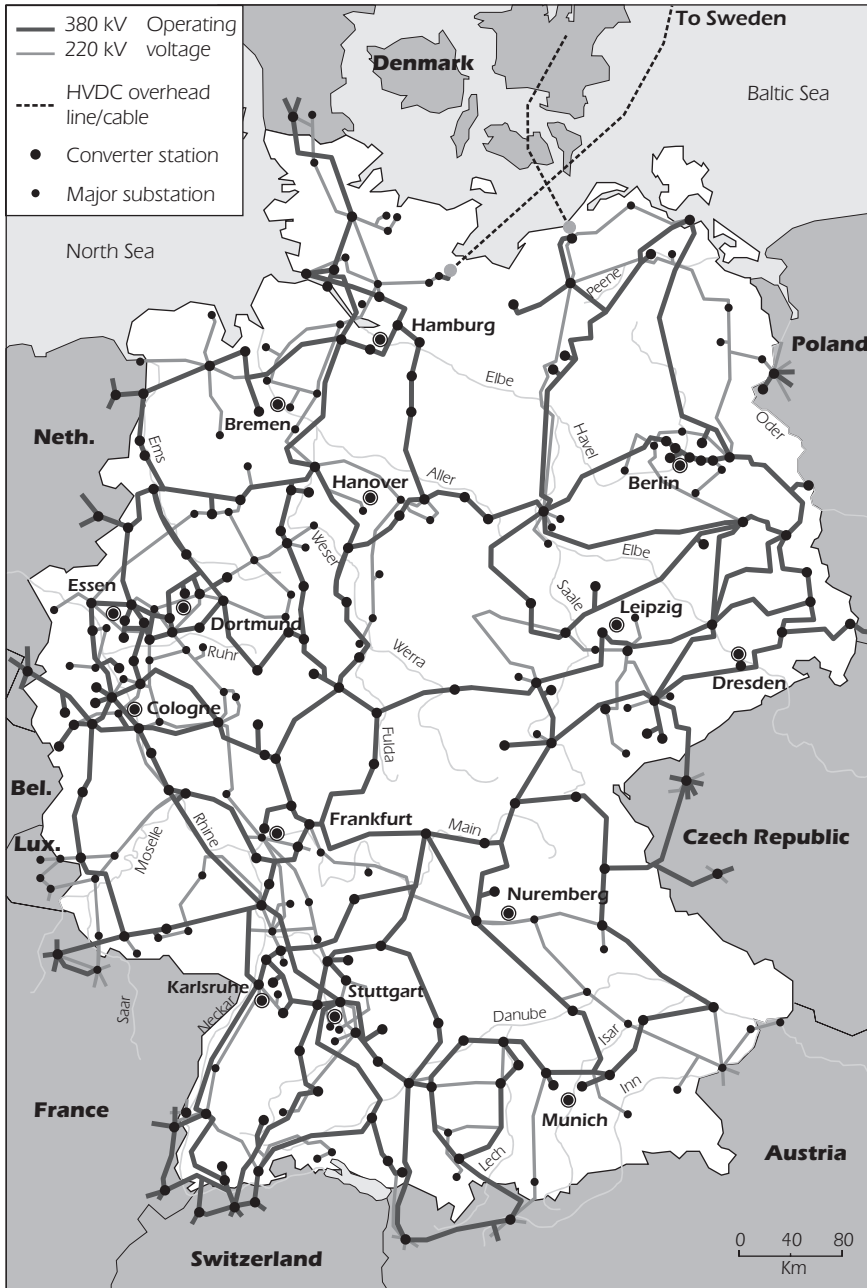 380 kV Operating
220 kV voltage
HVDC overhead
line/cable
Converter station
Major substation
To Sweden
Denmark
Baltic Sea
North Sea
Peene
Hamburg
Poland
Elbe
Bremen
Havel
Oder
Neth.
Ems
Berlin
Hanover
Aller
Weser
Elbe
Essen
Saale
Leipzig
Dortmund
Ruhr
Werra
Dresden
Cologne
Fulda
Bel.
Frankfurt
Main
Lux.
Moselle
Rhine
Czech Republic
Nuremberg
Karlsruhe
Stuttgart
Saar
Neckar
Danube
Isar
Inn
France
Munich
Lech
Austria
Switzerland
0 40 80
Km